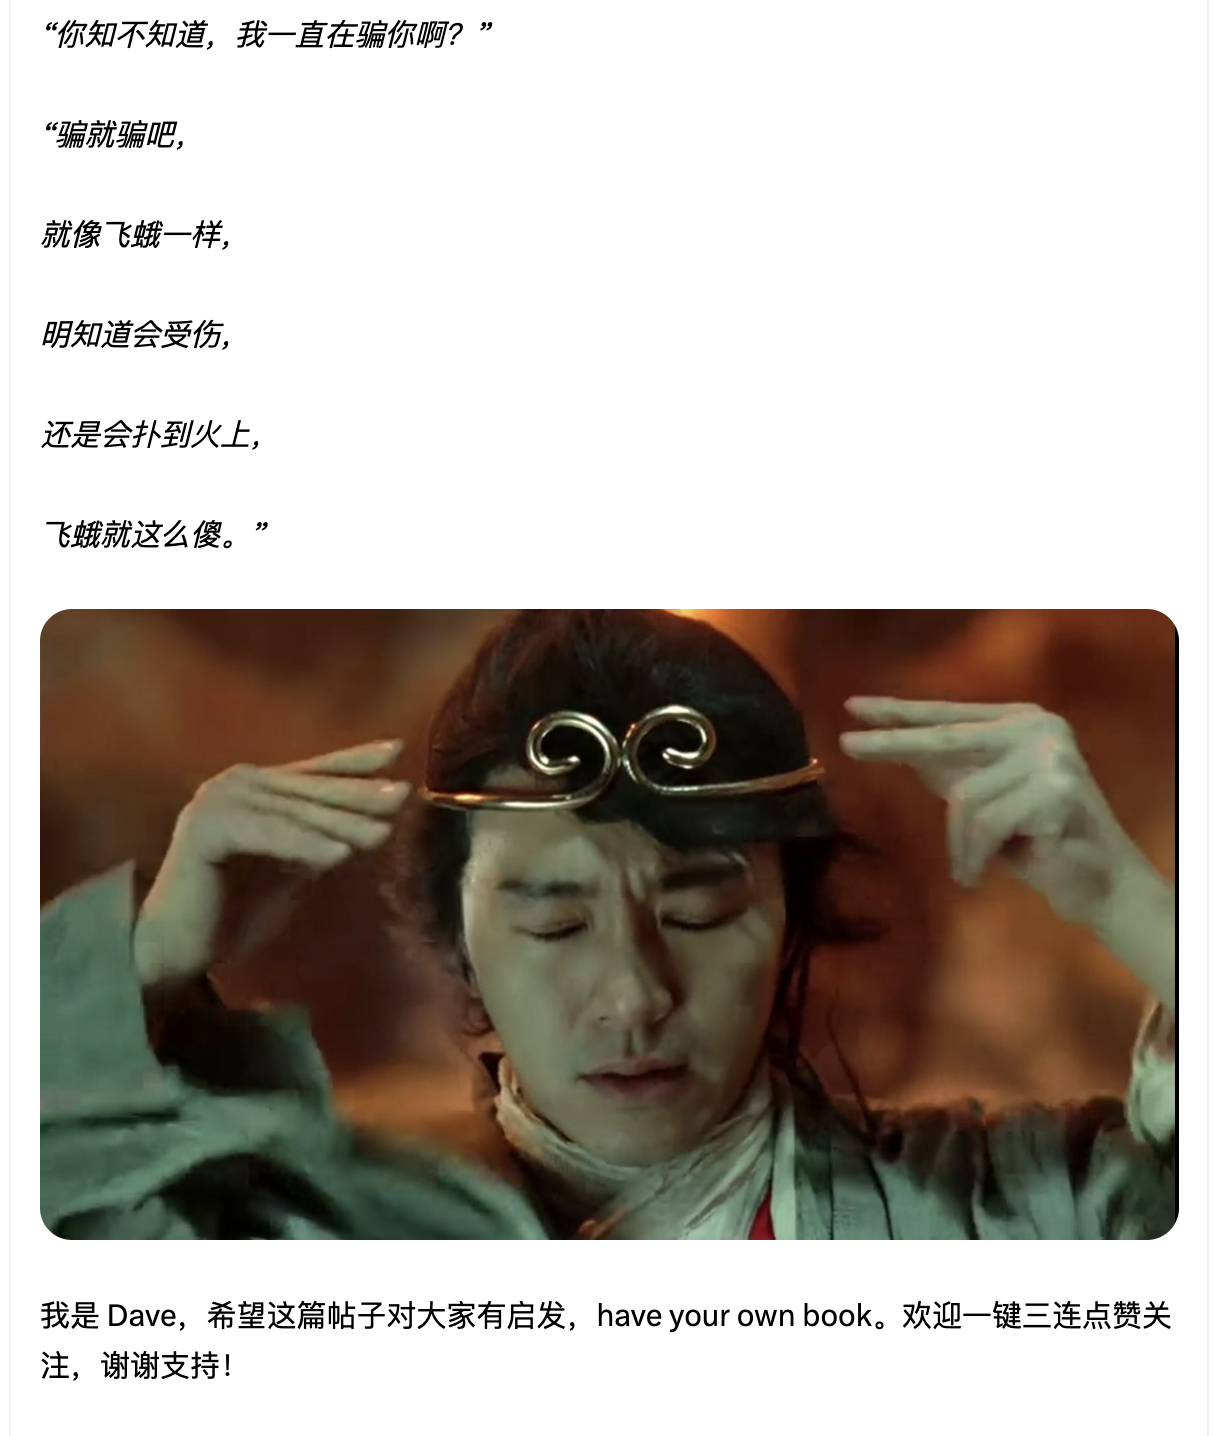 “你知不知道，我一直在骗你啊？”
“骗就骗吧，
就像飞蛾一样，
明知道会受伤，
还是会扑到火上，
飞蛾就这么傻。”
我是 Dave，希望这篇帖子对大家有启发，have your own book。欢迎一键三连点赞关
注，谢谢支持！